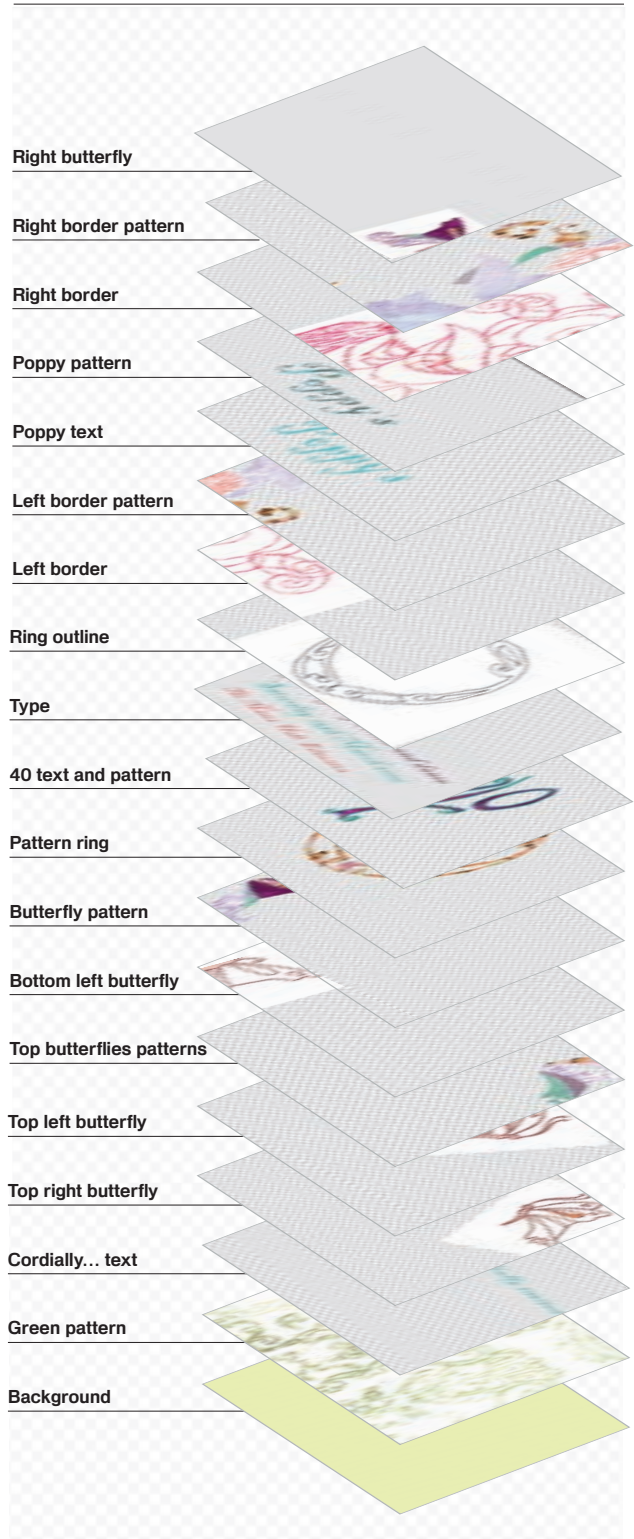 Right butterfly
Right border pattern
Right border
Poppy pattern
Poppy text
Left border pattern
Left border
Ring outline
Type
40 text and pattern
Pattern ring
Butterfly pattern
Bottom left butterfly
Top butterflies patterns
Top left butterfly
Top right butterfly
Cordially… text
Green pattern
Background